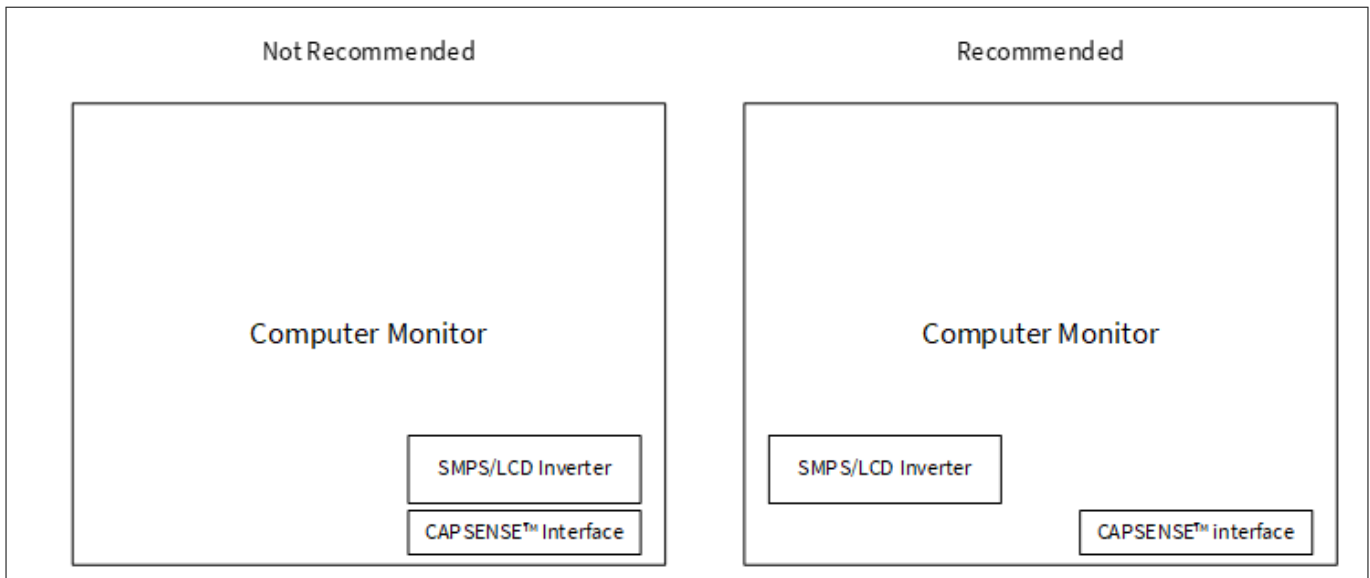 Not Recommended
Recommended
Computer Monitor
Computer Monitor
SMPS/LCD Inverter
SMPS/LCD Inverter
CAPSENSE™ Interface
CAPSENSE™ interface